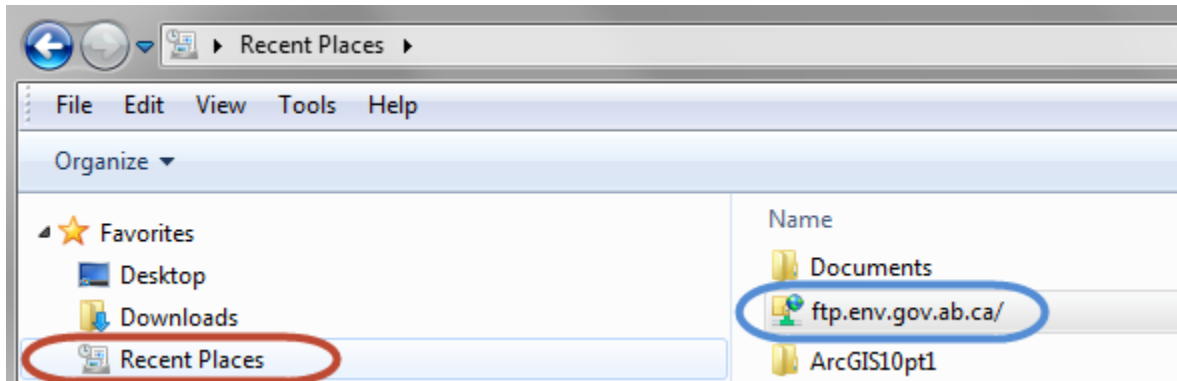 Recent Places
File Edit View Tools Help
Organize
Favorites
Desktop
Downloads
Recent Places
Name
Documents
ftp.env.gov.ab.ca/
ArcGIS10pt1